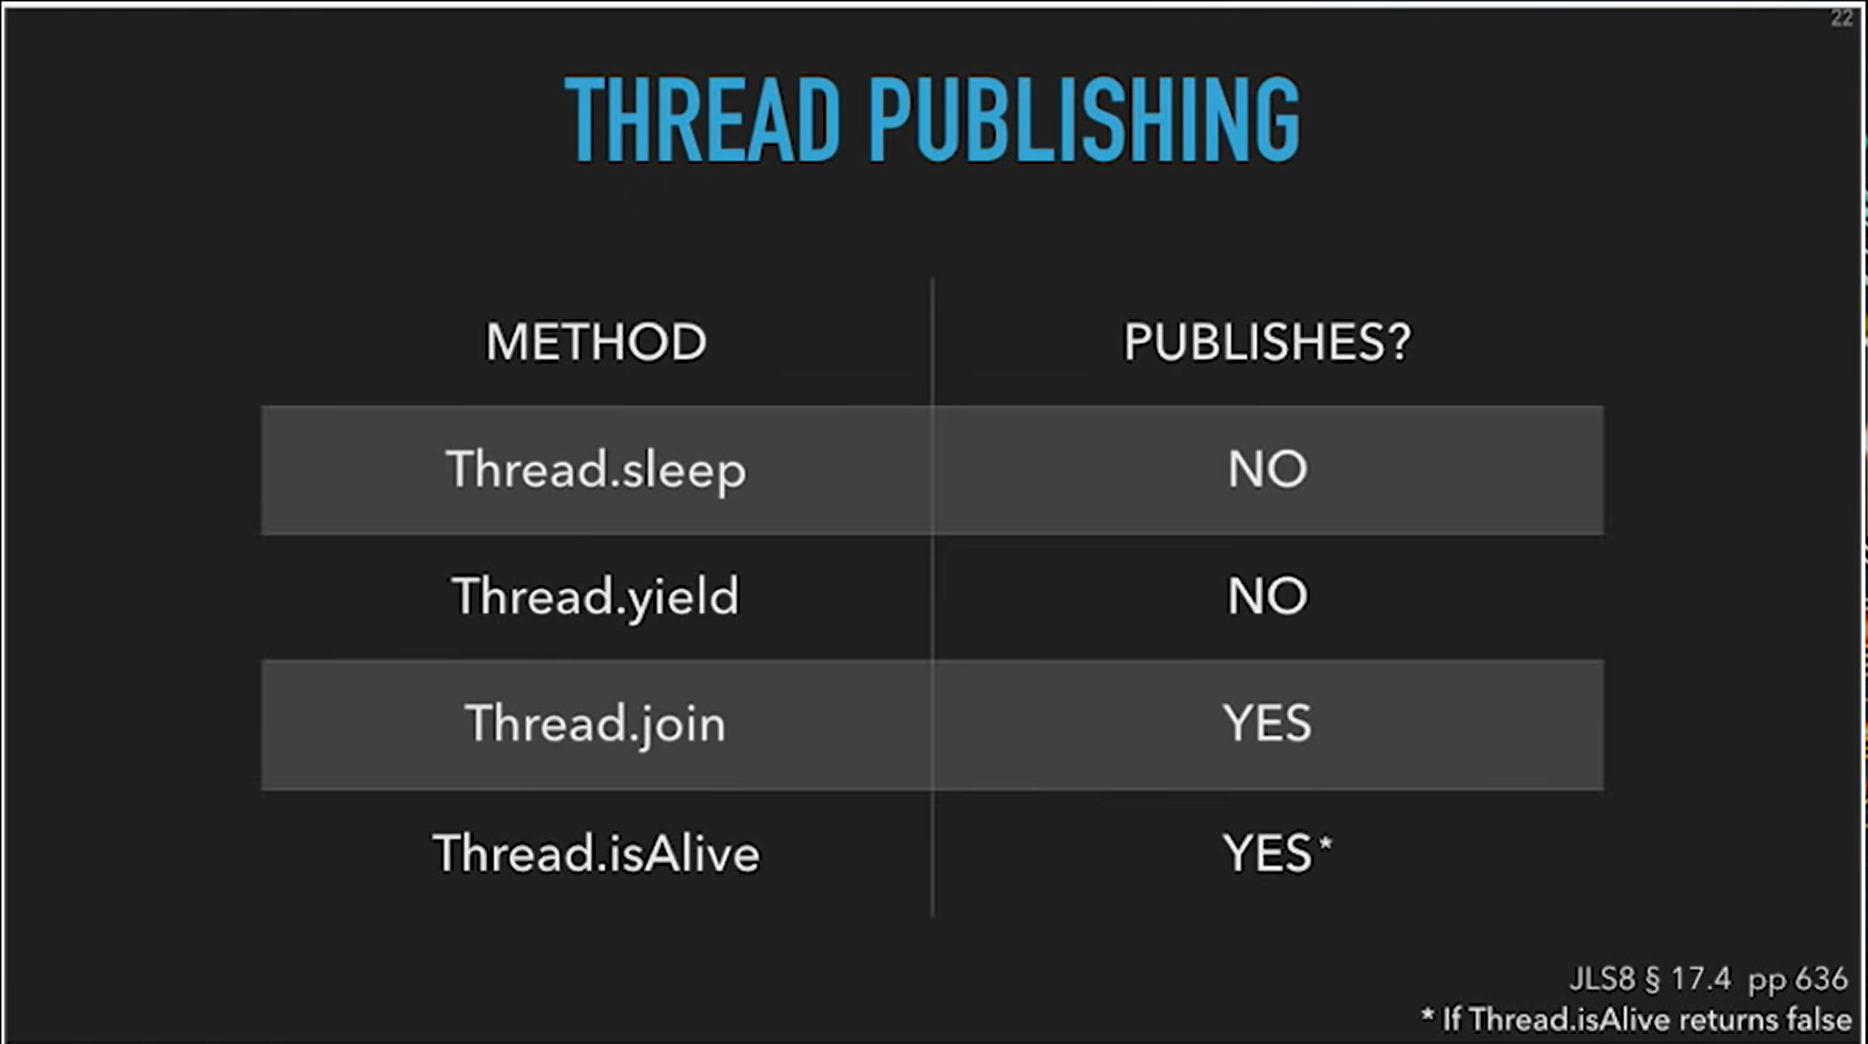 22
THREAD PUBLISHING
METHOD PUBLISHES?
Thread.sleep NO
Thread.yield NO
Thread.join YES
Thread.isAlive YES*
JLS8 § 17.4 pp 636
* If Thread.isAlive returns false